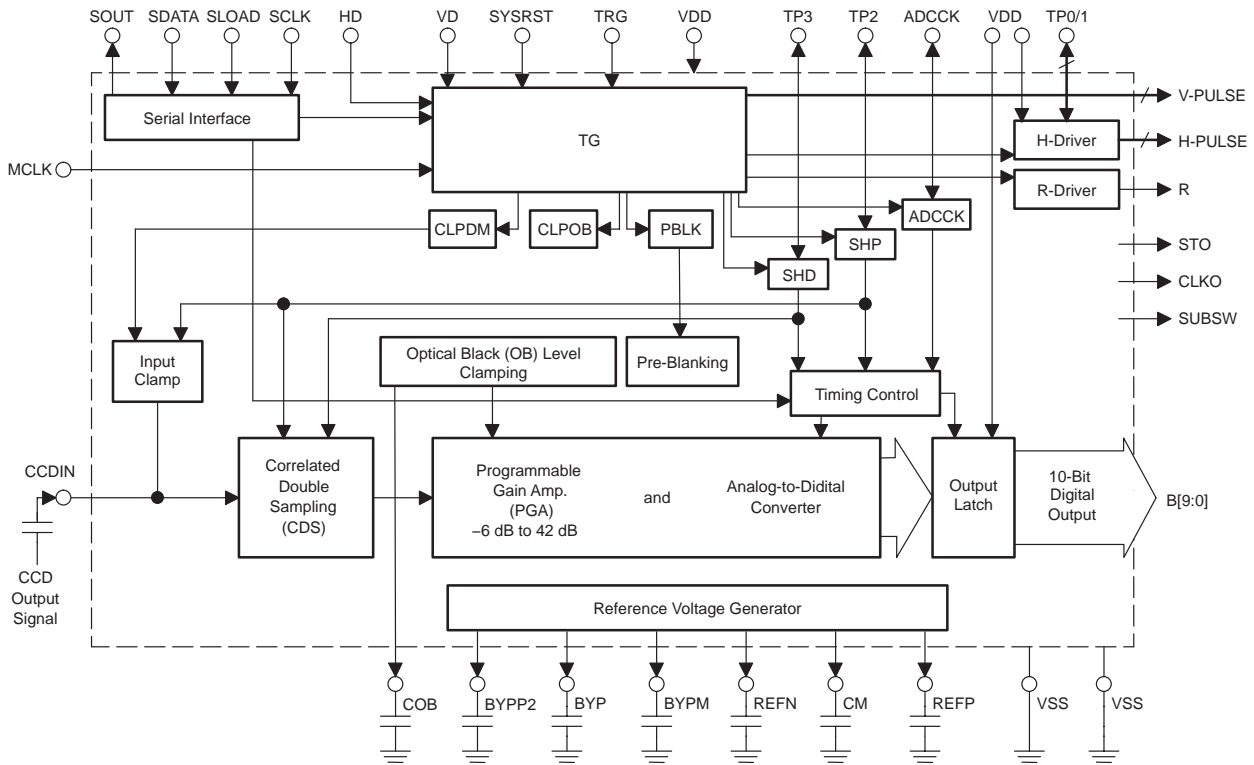 SOUT SDATA SLOAD SCLK HD VD SYSRST TRG VDD TP3 TP2 ADCCK VDD TP0/1
V-PULSE
Serial Interface
TG
H-Driver
H-PULSE
MCLK
R-Driver
R
CLPDM
CLPOB
PBLK
ADCCK
SHP
STO
SHD
CLKO
SUBSW
Input
Clamp
Optical Black (OB) Level
Clamping
Pre-Blanking
Timing Control
CCDIN
Correlated
Double
Sampling
(CDS)
Programmable
Gain Amp.
(PGA)
–6 dB to 42 dB
and
Analog-to-Didital
Converter
Output
Latch
10-Bit
Digital
Output
B[9:0]
CCD
Output
Signal
Reference Voltage Generator
COB BYPP2 BYP BYPM REFN CM REFP VSS VSS